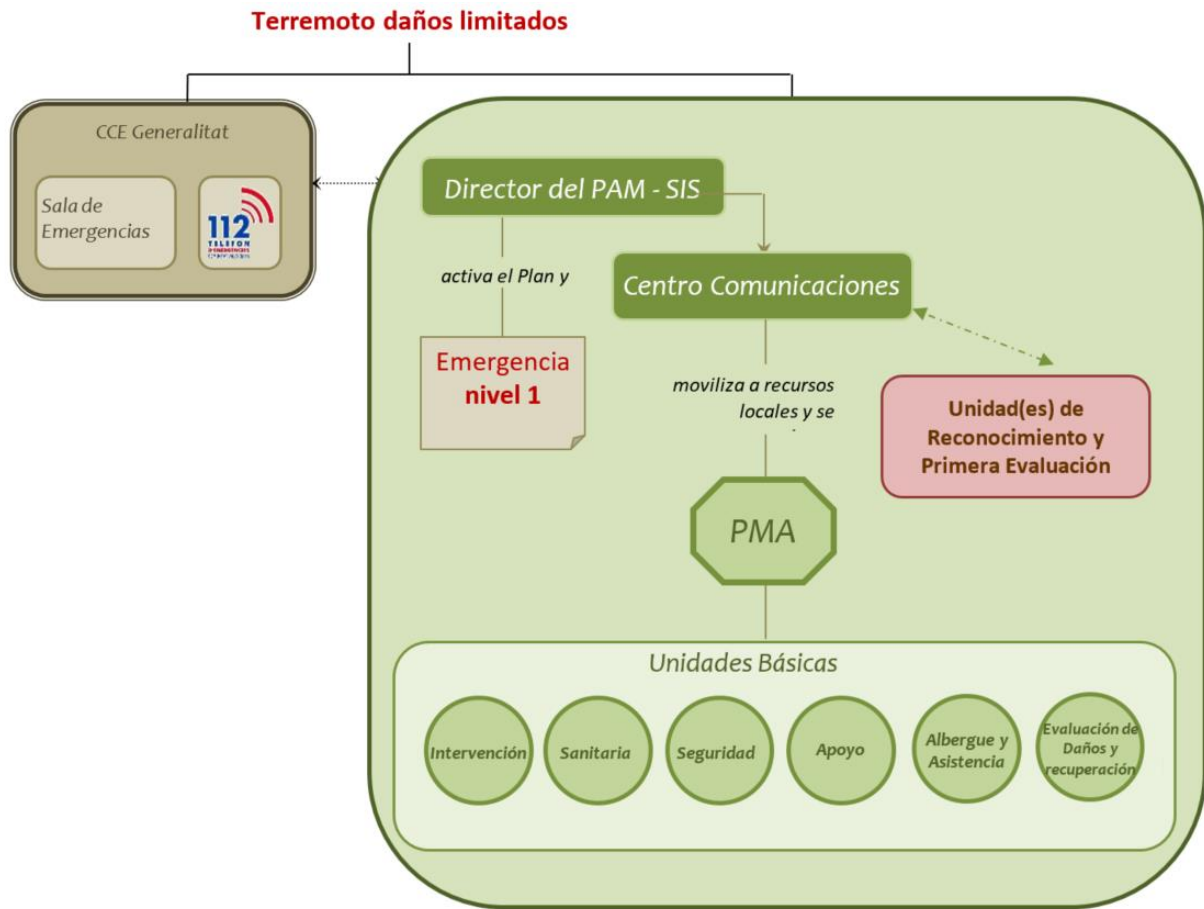 Terremoto daños limitados
CCE Generalitat
Sala de
Emergencias
112
Director del PAM - SIS
activa el Plan y
Centro Comunicaciones
Emergencia
nivel 1
moviliza a recursos
locales y se
Unidad(es) de
Reconocimiento y
Primera Evaluación
PMA
Unidades Básicas
Intervención
Sanitaria
Seguridad
Apoyo
Albergue y
Asistencia
Evaluación de
Daños y
recuperación